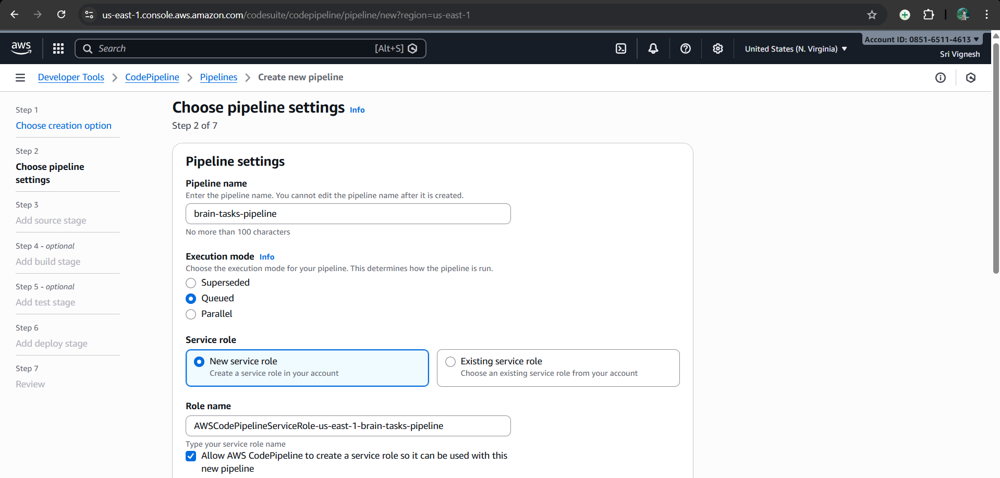 us-east-1.console.aws.amazon.com/codesuite/codepipeline/pipeline/new?region=us-east-1
aws
Search
[Alt+S]
United States (N. Virginia)
Account ID: 0851-6511-4613
Sri Vignesh
Developer Tools
CodePipeline
Pipelines
Create new pipeline
Step 1
Choose creation option
Step 2
Choose pipeline
settings
Step 3
Add source stage
Step 4 - optional
Add build stage
Step 5 - optional
Add test stage
Step 6
Add deploy stage
Step 7
Review
Choose pipeline settings Info
Step 2 of 7
Pipeline settings
Pipeline name
Enter the pipeline name. You cannot edit the pipeline name after it is created.
brain-tasks-pipeline
No more than 100 characters
Execution mode Info
Choose the execution mode for your pipeline. This determines how the pipeline is run.
Superseded
Queued
Parallel
Service role
New service role
Create a service role in your account
Existing service role
Choose an existing service role from your account
Role name
AWSCodePipelineServiceRole-us-east-1-brain-tasks-pipeline
Type your service role name
Allow AWS CodePipeline to create a service role so it can be used with this
new pipeline